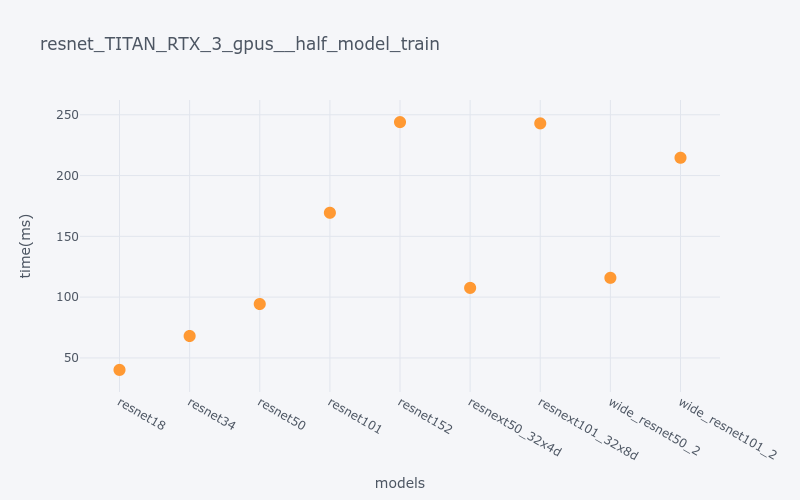 resnet_TITAN_RTX_3_gpus__half_model_train
time(ms)
250
200
150
100
50
resnet18
resnet34
resnet50
resnet101
resnet152
resnext50_32x4d
resnext101_32x8d
wide_resnet50_2
wide_resnet101_2
models